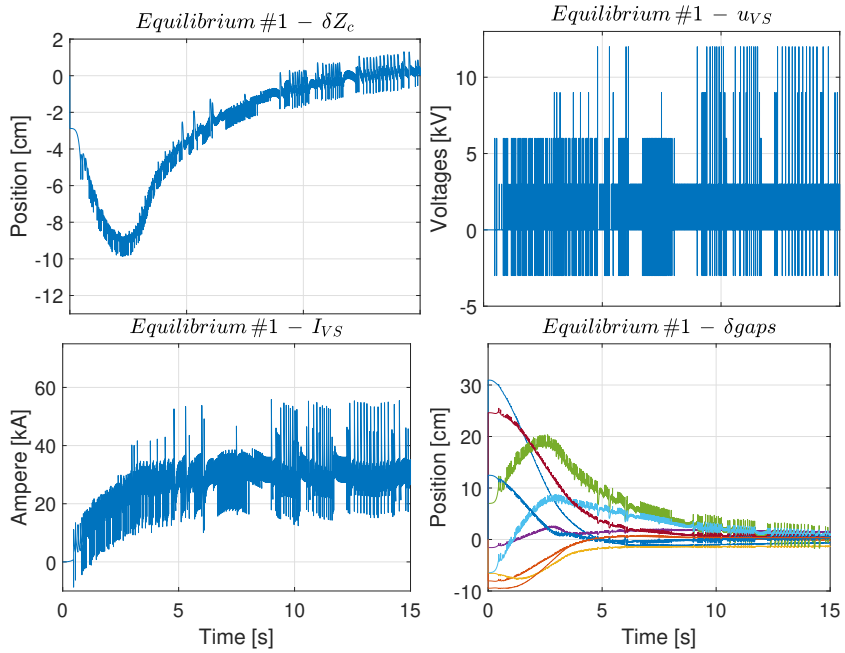 Equilibrium #1 − δZc
Position [cm]
2
0
-2
-4
-6
-8
-10
-12
Equilibrium #1 − uVS
Voltages [kV]
10
5
0
-5
Equilibrium #1 − IVS
Ampere [kA]
60
40
20
0
0 5 10 15
Time [s]
Equilibrium #1 − δgaps
Position [cm]
30
20
10
0
-10
0 5 10 15
Time [s]